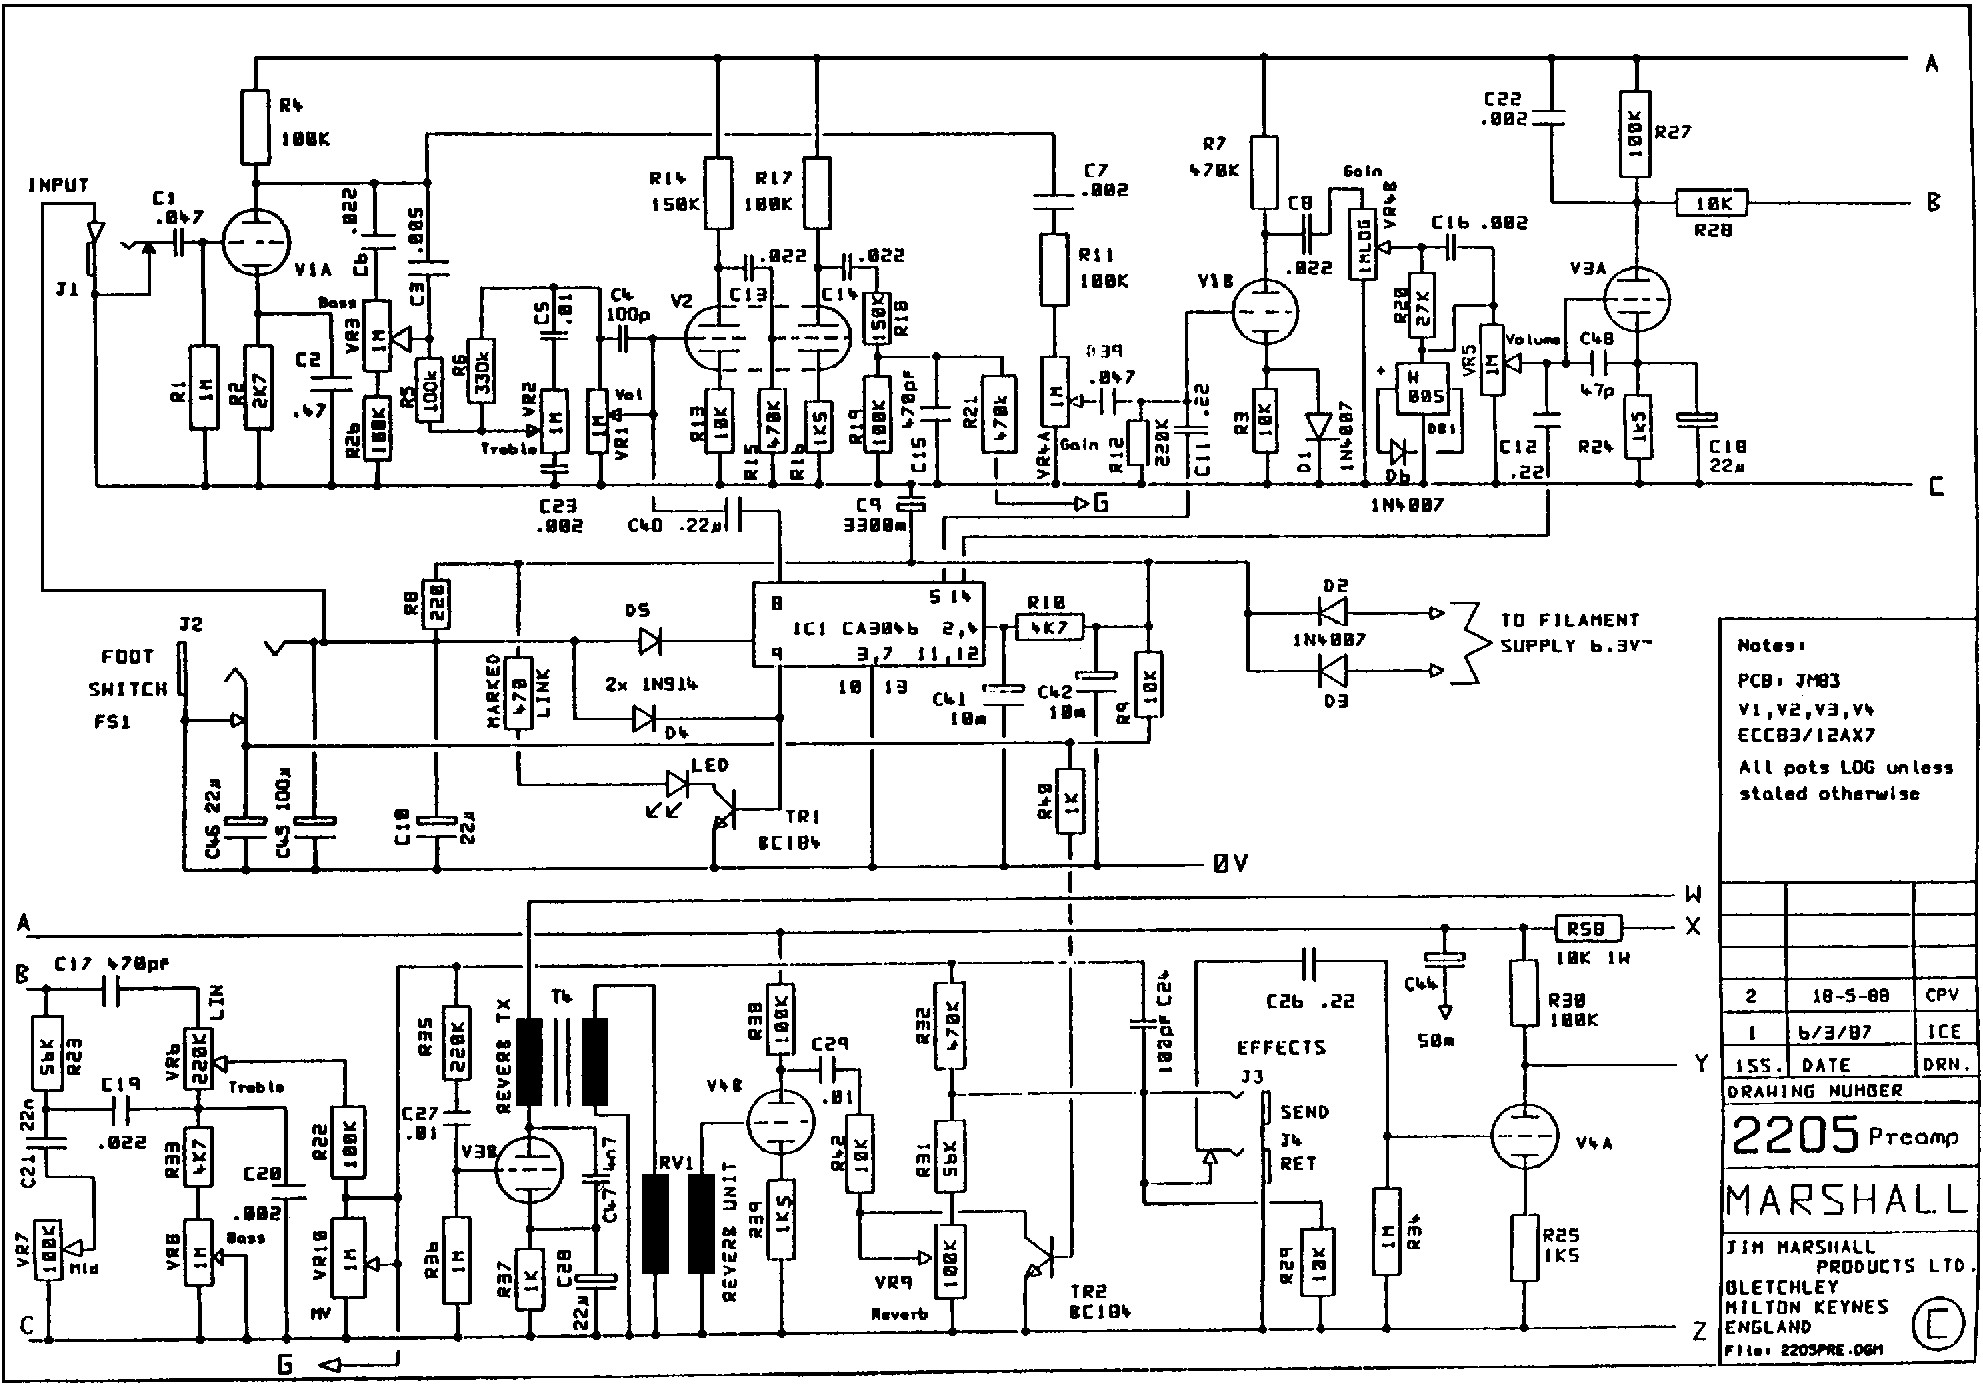 A
R4
100K
R14
150K
R17
100K
C7
.002
R7
470K
Gain
VR4B
1MLOG
C22
.002
100K
R27
INPUT
C1
.047
.022
C6
.005
C3
J1
V1A
Bass
VR3
1M
C13
.022
C14
.022
150K
R18
R11
100K
C8
.022
C16 .002
10K
R28
B
V1B
V3A
R1
1M
R2
2K7
C2
.47
R26
100K
R5
100k
R6
330k
C5
.01
C4
100p
V2
VR2
1M
Treble
Vol
VR1
1M
R13
10K
R15
470K
R16
1K5
R19
100K
470pF
C15
R21
470k
1M
VR4A
Gain
.047
R12
220K
C11
.22
R3
10K
D1
1N4007
R20
27K
W
005
DB1
D6
1N4007
VR5
1M
Volume
C48
47p
C12
.22
R24
1k5
C18
22µ
C
C23
.002
C40 .22µ
C9
3300m
G
J2
FOOT
SWITCH
FS1
R8
220
MARKED
470
LINK
D5
2x 1N914
D4
8
5 14
IC1 CA3046 2,4
9
3,7 11,12
10 13
R10
4K7
C41
10m
C42
10m
R9
10K
D2
1N4007
D3
TO FILAMENT
SUPPLY 6.3V~
C46 22µ
C45 100µ
C10
22µ
LED
TR1
BC184
R40
1K
0V
Notes:
PCB: JM83
V1,V2,V3,V4
ECC83/12AX7
All pots LOG unless
stated otherwise
W
A
X
R58
10K 1W
B
C17 470pf
LIN
56K
R23
VR6
220K
Treble
C19
.022
C21 22n
R33
4K7
C20
.002
R22
100K
VR7
100K
Mid
VR8
1M
Bass
VR10
1M
MV
R35
220K
C27
.01
R36
1M
REVERB TX
T4
V3B
C47 4n7
R37
1K
C28
22µ
RV1
REVERB UNIT
R38
100K
V4B
C29
.01
R42
10K
R39
1K5
R32
470K
R31
56K
VR9
100K
Reverb
TR2
BC184
100pF C24
C26 .22
EFFECTS
J3
SEND
J4
RET
R29
10K
1M
R34
C44
50m
R30
100K
Y
V4A
R25
1K5
C
Z
G
2 18-5-88 CPV
1 6/3/87 ICE
ISS. DATE DRN.
DRAWING NUMBER
2205 Preamp
MARSHALL
JIM MARSHALL
PRODUCTS LTD.
BLETCHLEY
MILTON KEYNES
ENGLAND
File: 2205PRE.DGM
C